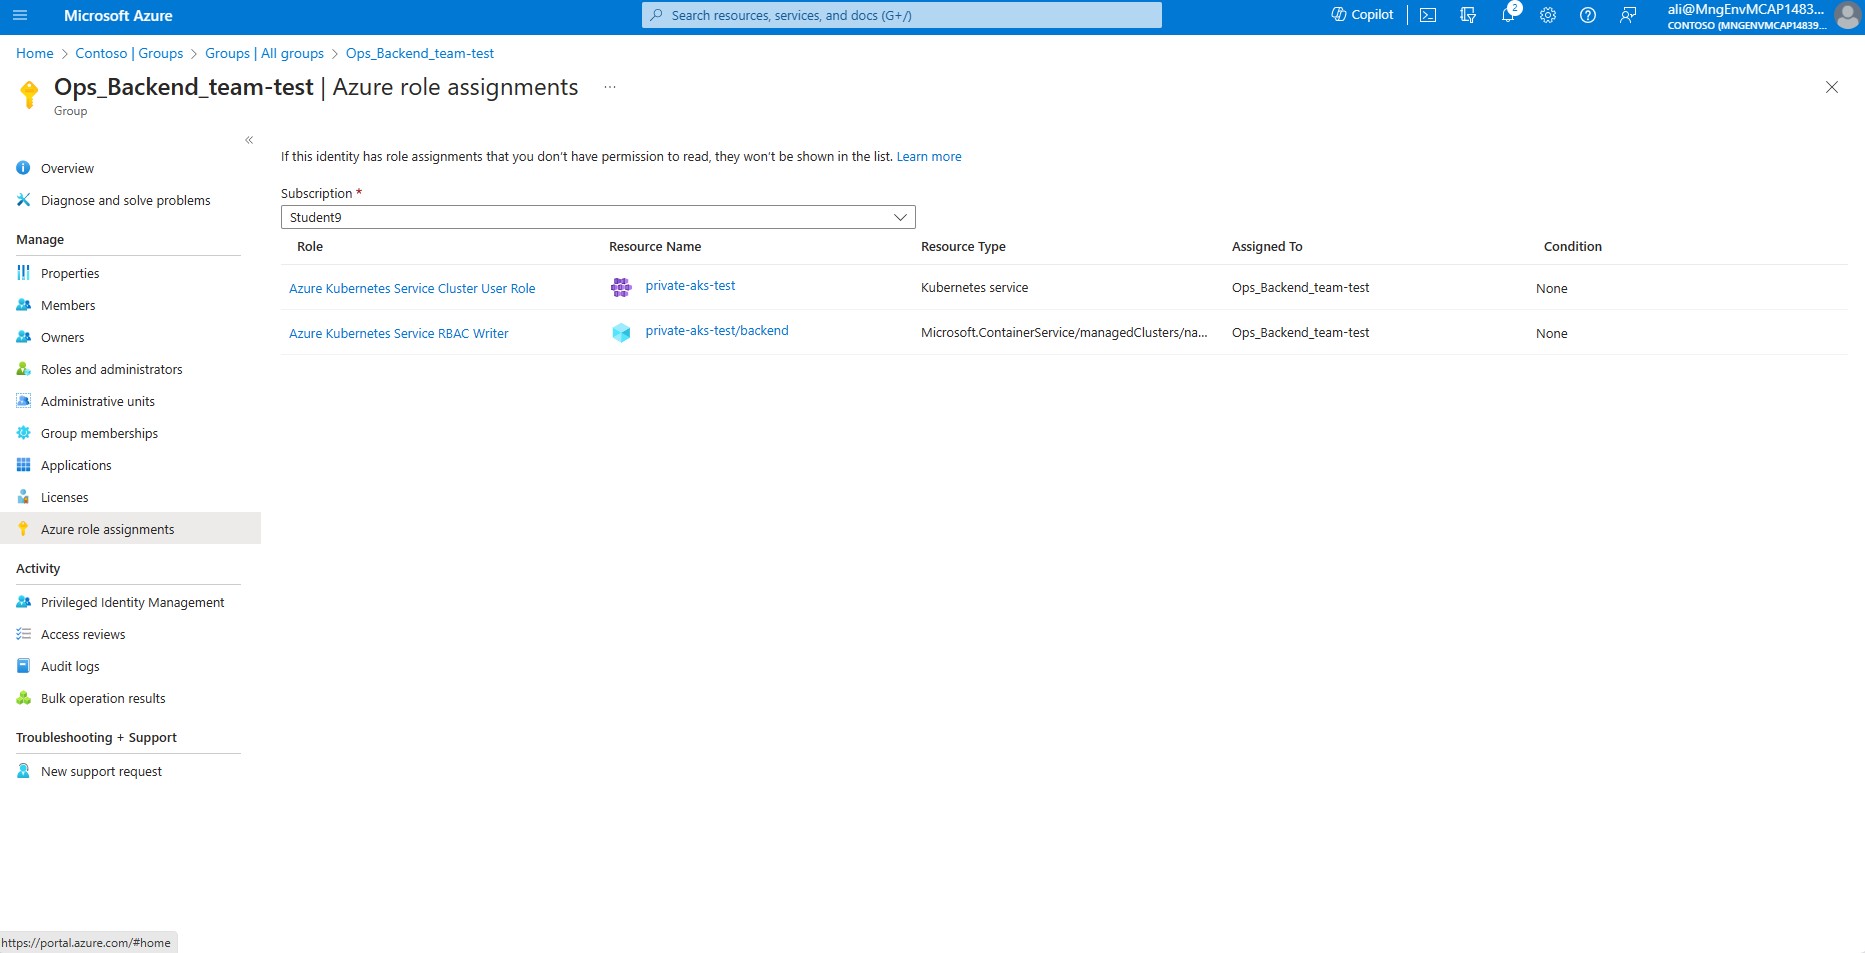 Microsoft Azure
Search resources, services, and docs (G+/)
Copilot
2
ali@MngEnvMCAP1483...
CONTOSO (MNGENVMCAP14839...
Home > Contoso | Groups > Groups | All groups > Ops_Backend_team-test
Ops_Backend_team-test | Azure role assignments ...
Group
«
Overview
Diagnose and solve problems
Manage
Properties
Members
Owners
Roles and administrators
Administrative units
Group memberships
Applications
Licenses
Azure role assignments
Activity
Privileged Identity Management
Access reviews
Audit logs
Bulk operation results
Troubleshooting + Support
New support request
If this identity has role assignments that you don’t have permission to read, they won’t be shown in the list. Learn more
Subscription *
Student9
Role Resource Name Resource Type Assigned To Condition
Azure Kubernetes Service Cluster User Role private-aks-test Kubernetes service Ops_Backend_team-test None
Azure Kubernetes Service RBAC Writer private-aks-test/backend Microsoft.ContainerService/managedClusters/na... Ops_Backend_team-test None
https://portal.azure.com/#home